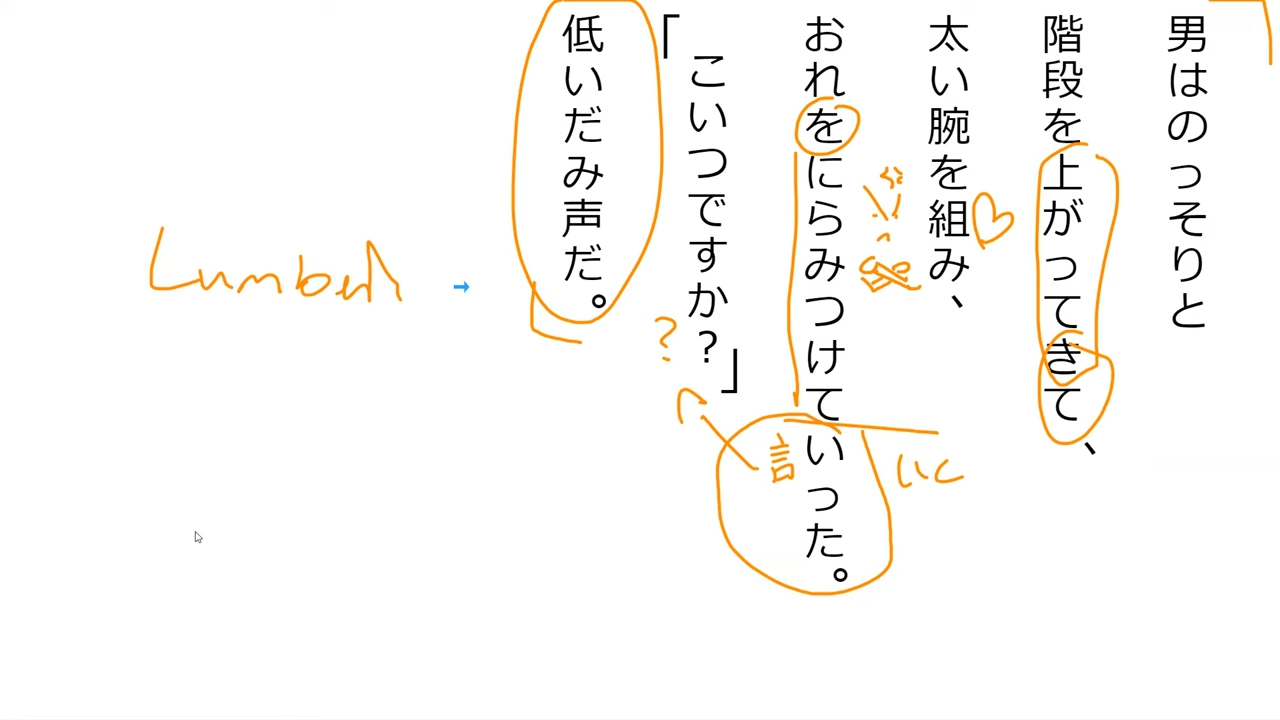 男はのっそりと
階段を上がってきて、
太い腕を組み、
おれをにらみつけていった。
言
いく
「こいつですか？」
?
低いだみ声だ。